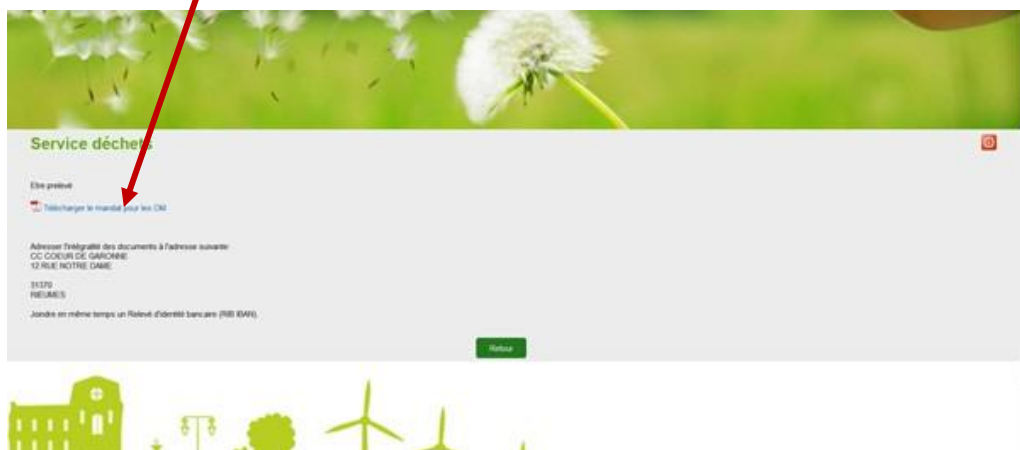 Service déchets
Etre prelevé
Télécharger le mandat pour les OM
Adresser l'intégralité des documents à l'adresse suivante
CC COEUR DE GARONNE
12 RUE NOTRE DAME
31370
RIEUMES
Joindre en même temps un Relevé d'identité bancaire (RIB IBAN).
Retour